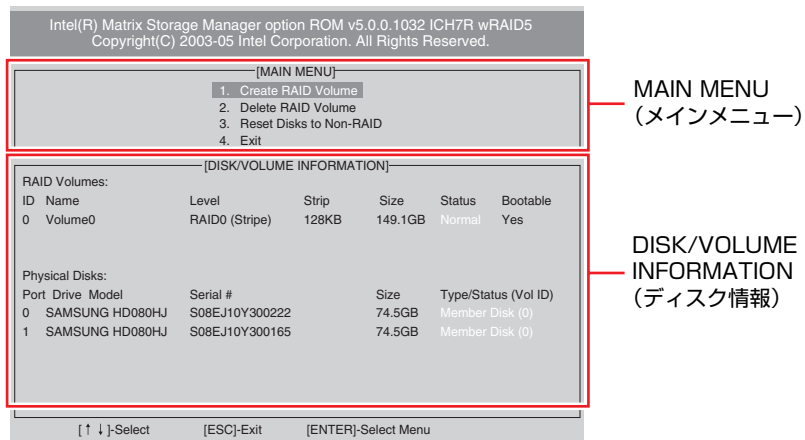 Intel(R) Matrix Storage Manager option ROM v5.0.0.1032 ICH7R wRAID5
Copyright(C) 2003-05 Intel Corporation. All Rights Reserved.
[MAIN MENU]
1. Create RAID Volume
2. Delete RAID Volume
3. Reset Disks to Non-RAID
4. Exit
MAIN MENU
（メインメニュー）
[DISK/VOLUME INFORMATION]
RAID Volumes:
ID Name Level Strip Size Status Bootable
0 Volume0 RAID0 (Stripe) 128KB 149.1GB Normal Yes
Physical Disks:
Port Drive Model Serial # Size Type/Status (Vol ID)
0 SAMSUNG HD080HJ S08EJ10Y300222 74.5GB Member Disk (0)
1 SAMSUNG HD080HJ S08EJ10Y300165 74.5GB Member Disk (0)
DISK/VOLUME
INFORMATION
（ディスク情報）
[↑↓]-Select [ESC]-Exit [ENTER]-Select Menu